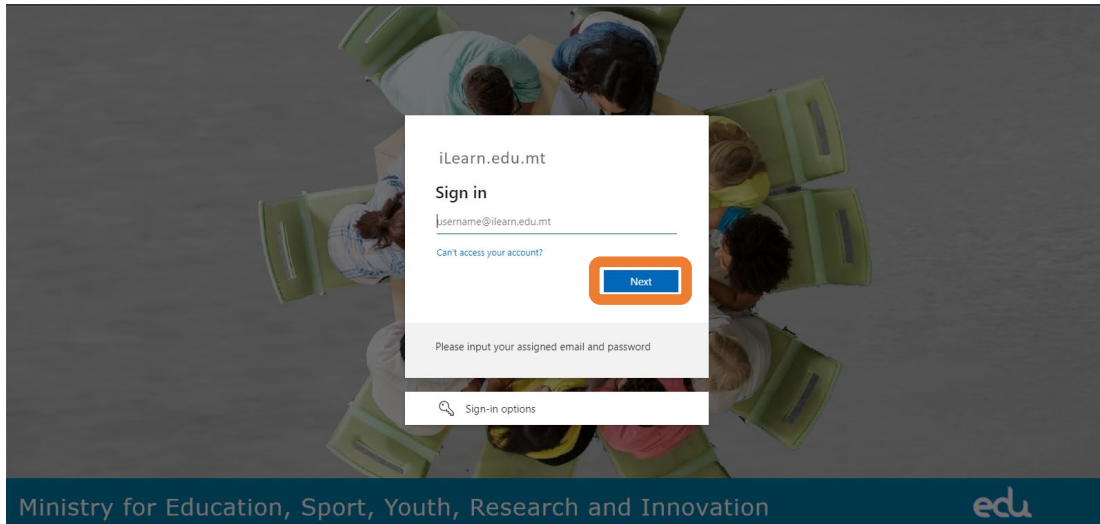 iLearn.edu.mt
Sign in
username@ilearn.edu.mt
Can't access your account?
Next
Please input your assigned email and password
Sign-in options
Ministry for Education, Sport, Youth, Research and Innovation
edu